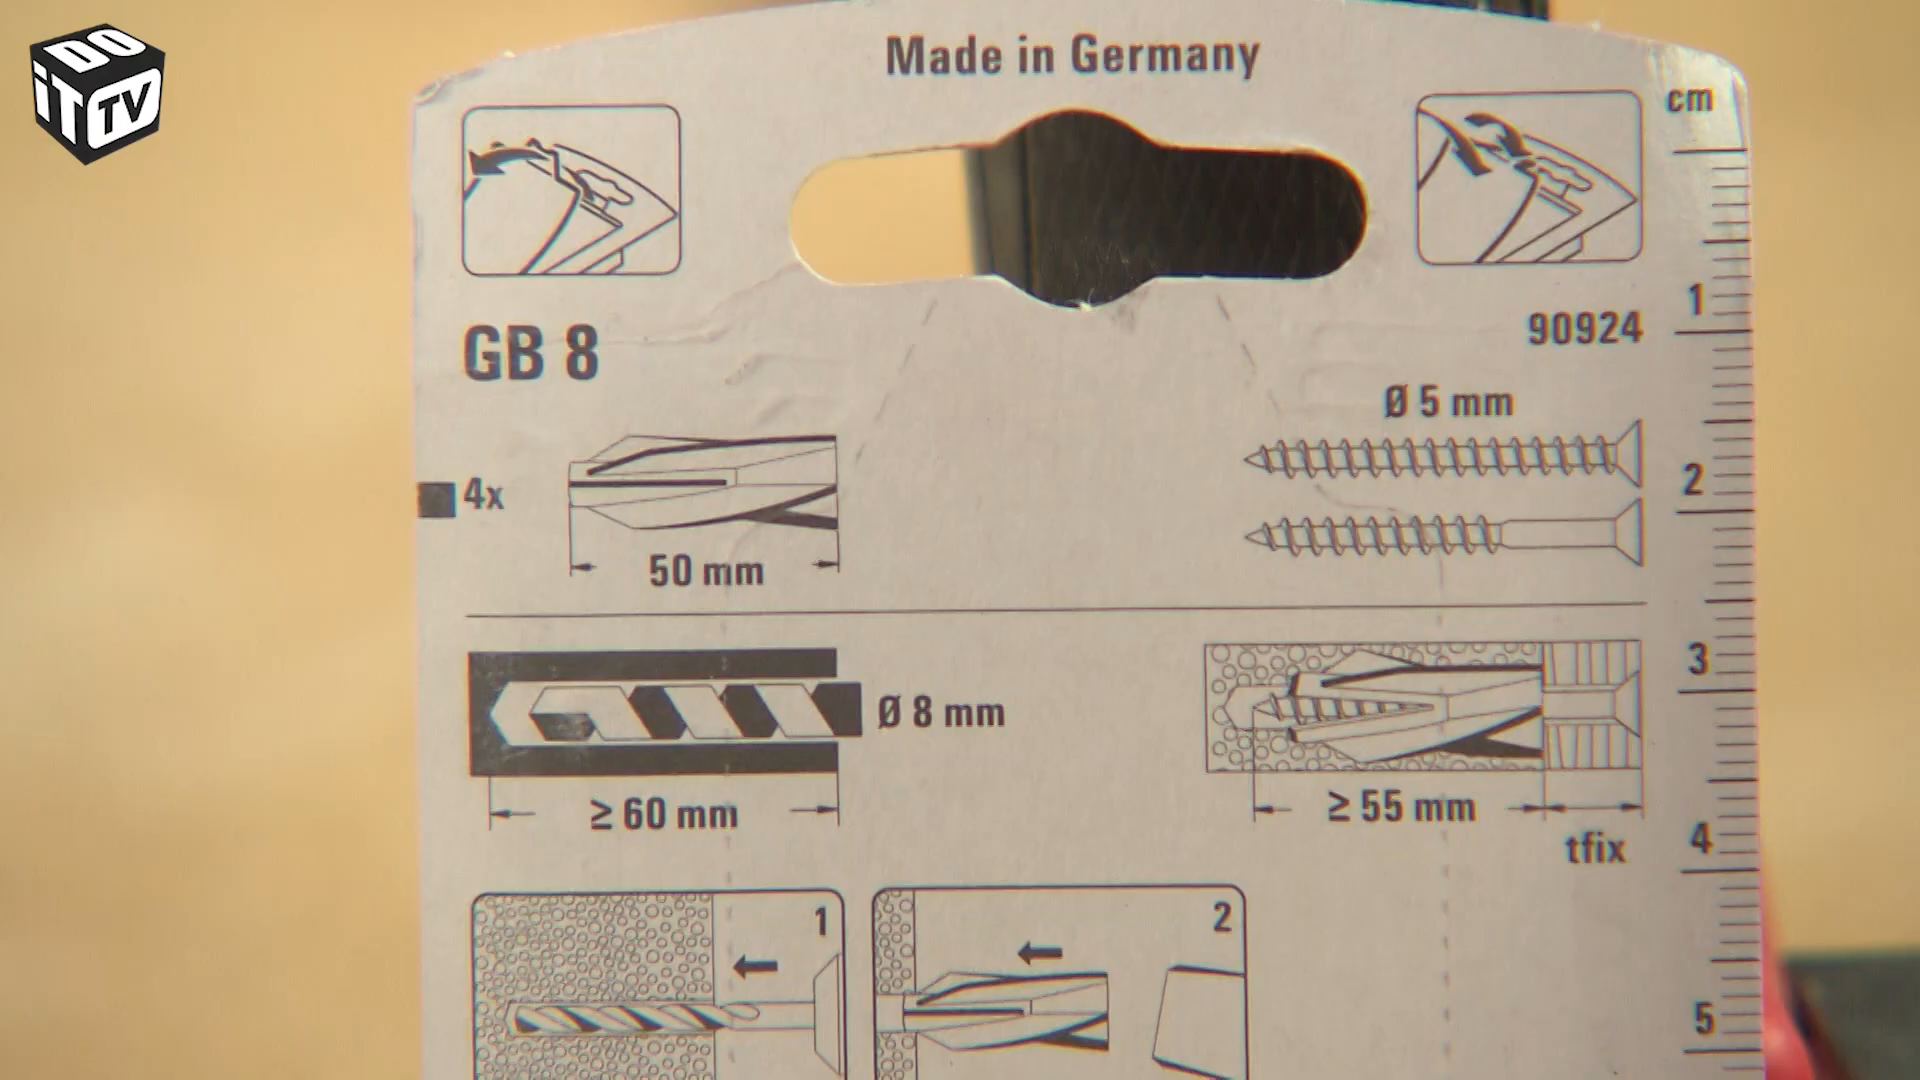 DO
iT
TV
Made in Germany
cm
GB 8
90924
1
Ø 5 mm
4x
2
50 mm
3
Ø 8 mm
≥ 60 mm
≥ 55 mm
tfix
4
1
2
5